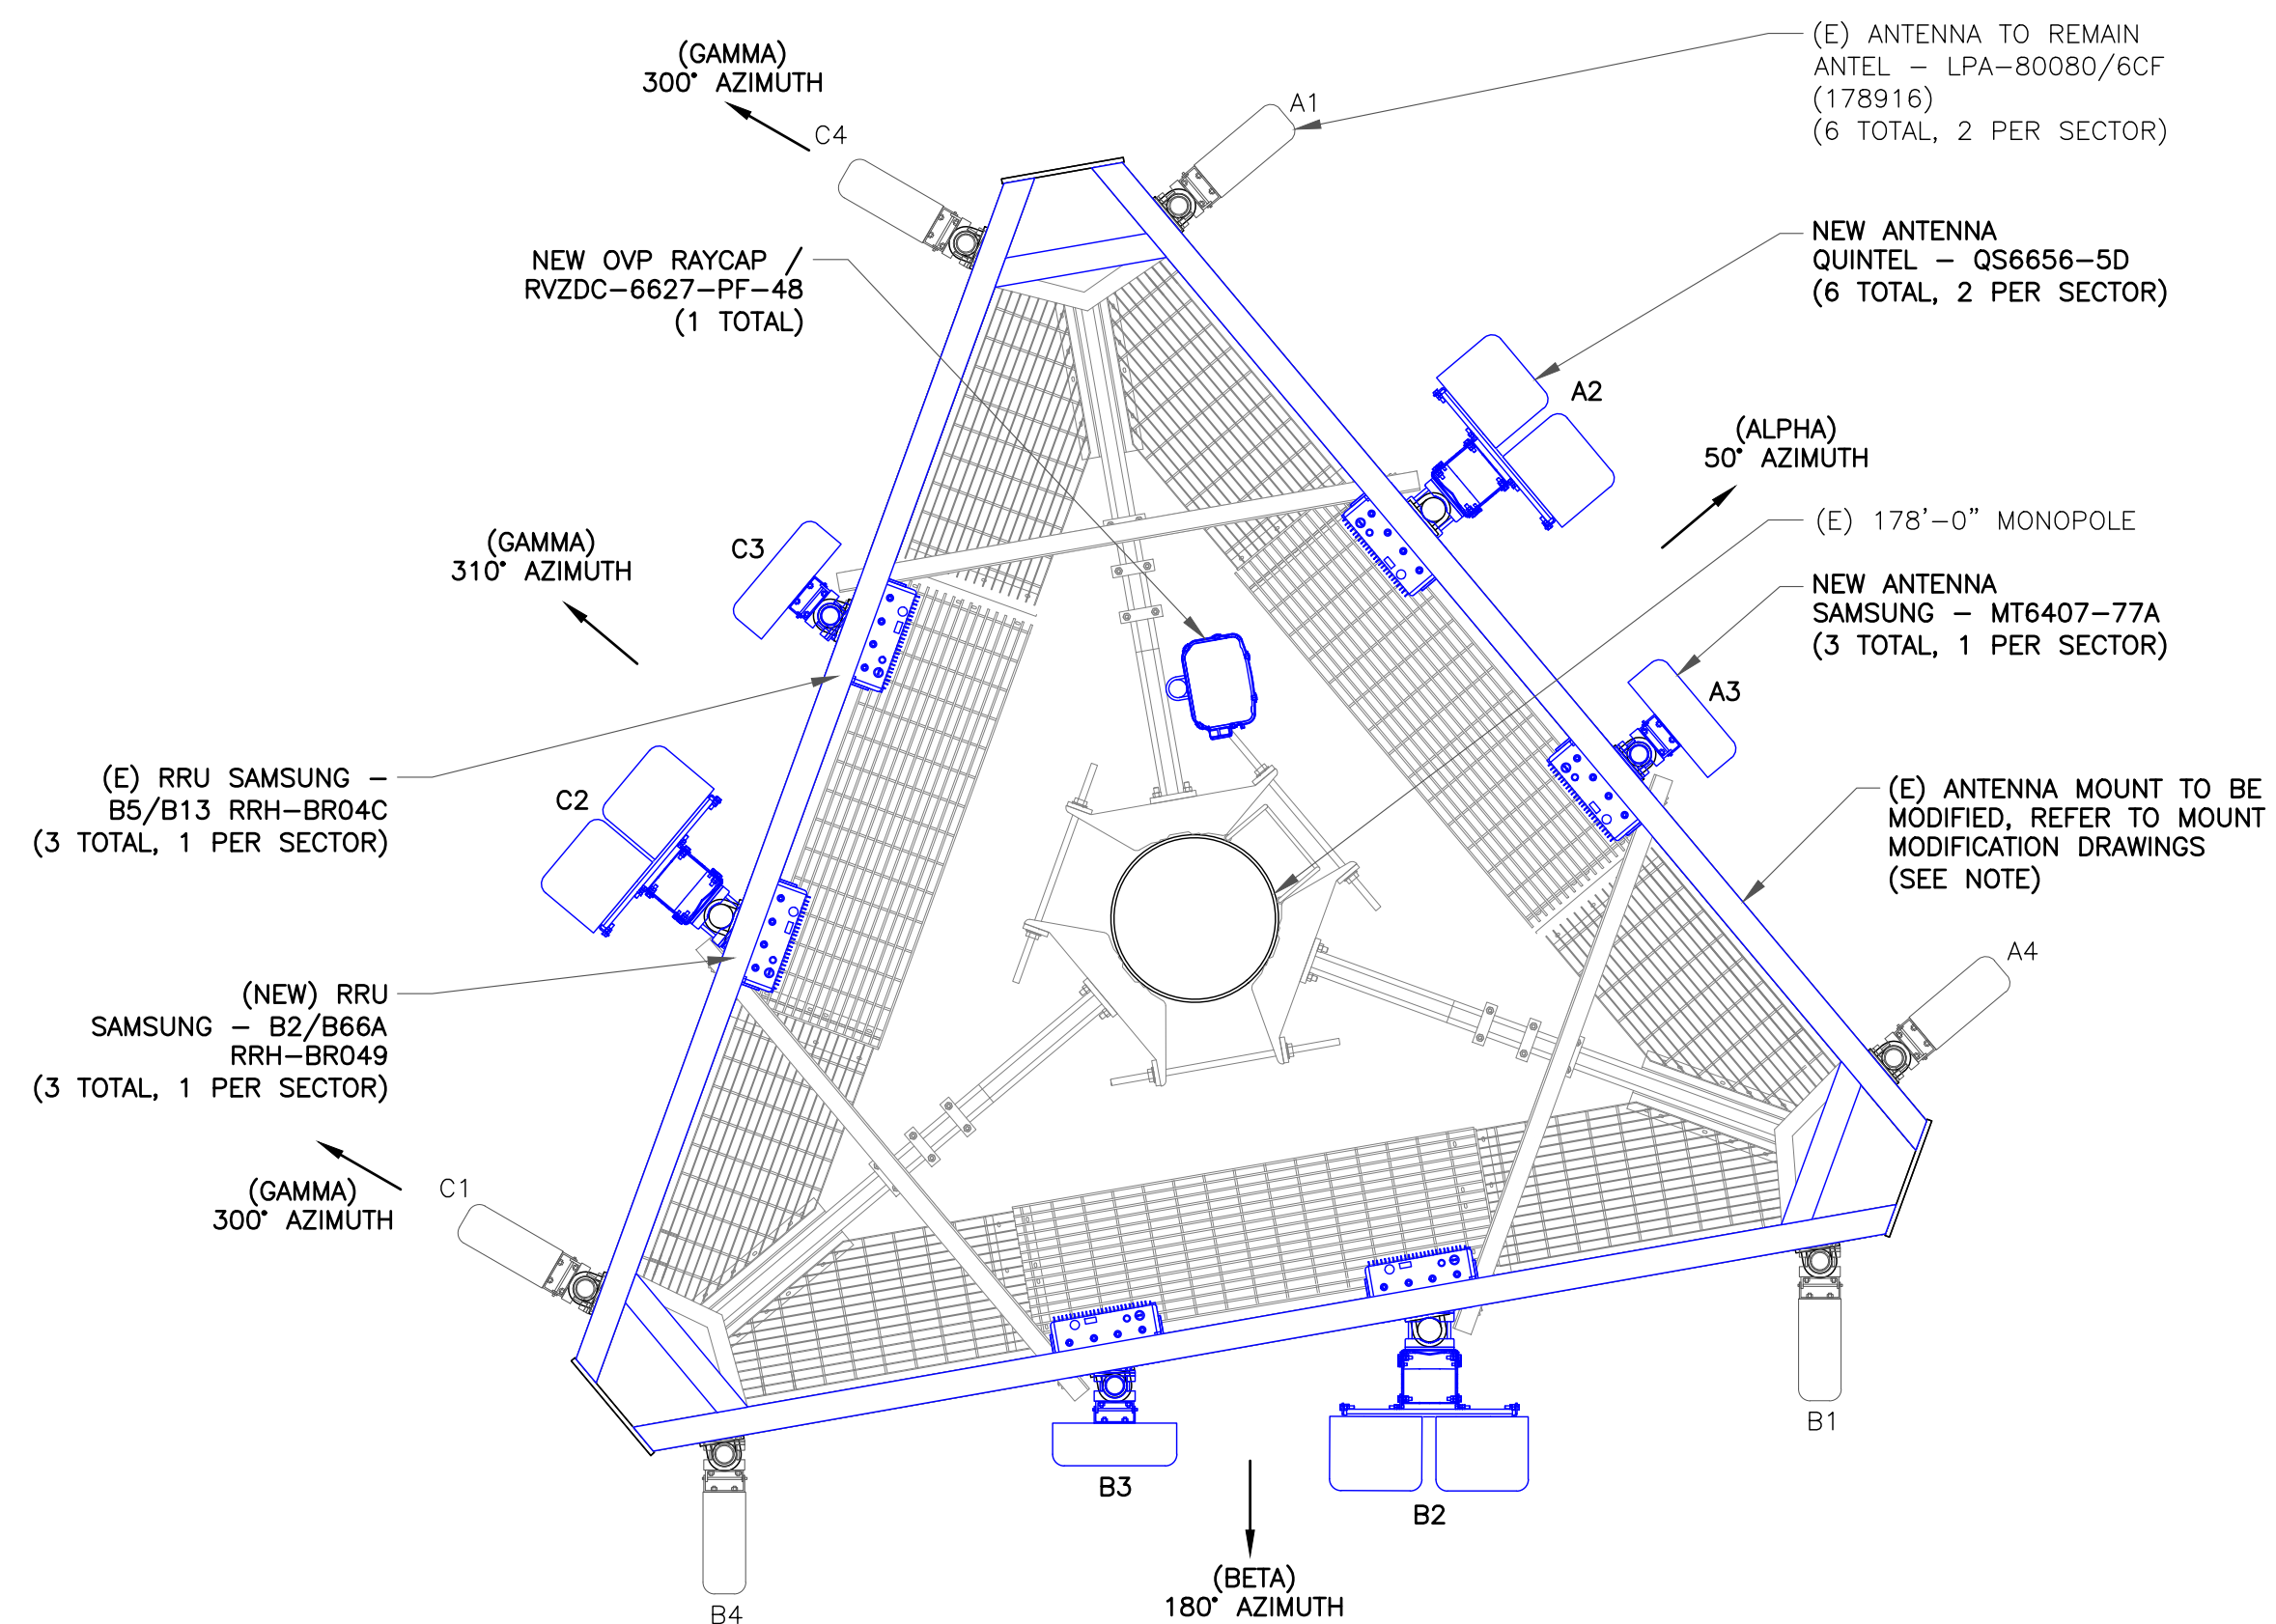 (GAMMA)
300° AZIMUTH
C4
A1
(E) ANTENNA TO REMAIN
ANTEL - LPA-80080/6CF
(178916)
(6 TOTAL, 2 PER SECTOR)
NEW OVP RAYCAP /
RVZDC-6627-PF-48
(1 TOTAL)
NEW ANTENNA
QUINTEL - QS6656-5D
(6 TOTAL, 2 PER SECTOR)
A2
(ALPHA)
50° AZIMUTH
(E) 178'-0" MONOPOLE
(GAMMA)
310° AZIMUTH
C3
NEW ANTENNA
SAMSUNG - MT6407-77A
(3 TOTAL, 1 PER SECTOR)
A3
(E) RRU SAMSUNG -
B5/B13 RRH-BR04C
(3 TOTAL, 1 PER SECTOR)
C2
(E) ANTENNA MOUNT TO BE
MODIFIED, REFER TO MOUNT
MODIFICATION DRAWINGS
(SEE NOTE)
A4
(NEW) RRU
SAMSUNG - B2/B66A
RRH-BR049
(3 TOTAL, 1 PER SECTOR)
(GAMMA)
300° AZIMUTH
C1
B1
B3
B2
(BETA)
180° AZIMUTH
B4